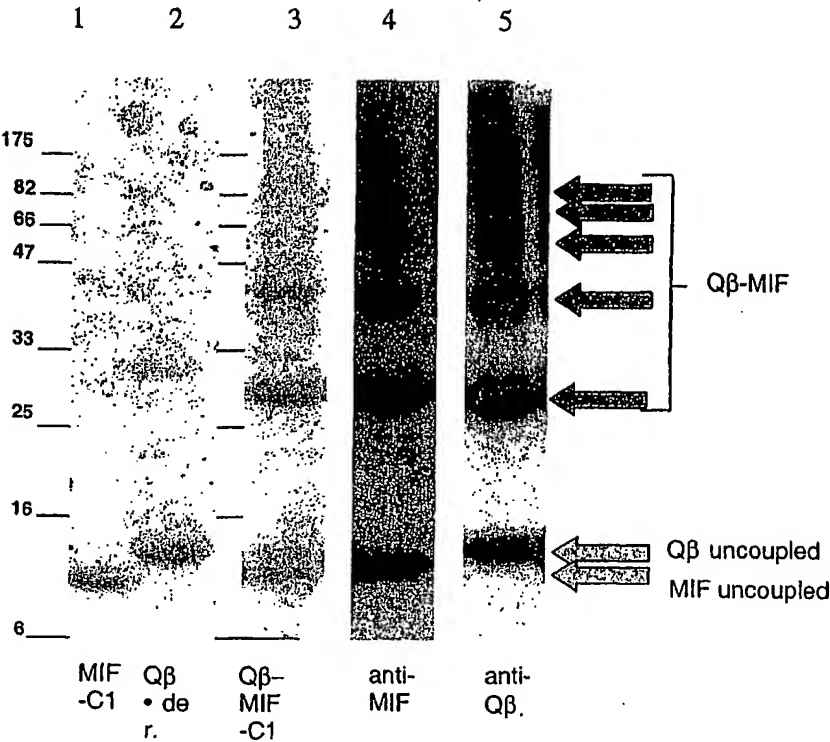 1 2 3 4 5
175
82
66
47
33
25
16
6
Qβ-MIF
Qβ uncoupled
MIF uncoupled
MIF
-C1
Qβ
• de
r.
Qβ–
MIF
-C1
anti-
MIF
anti-
Qβ.